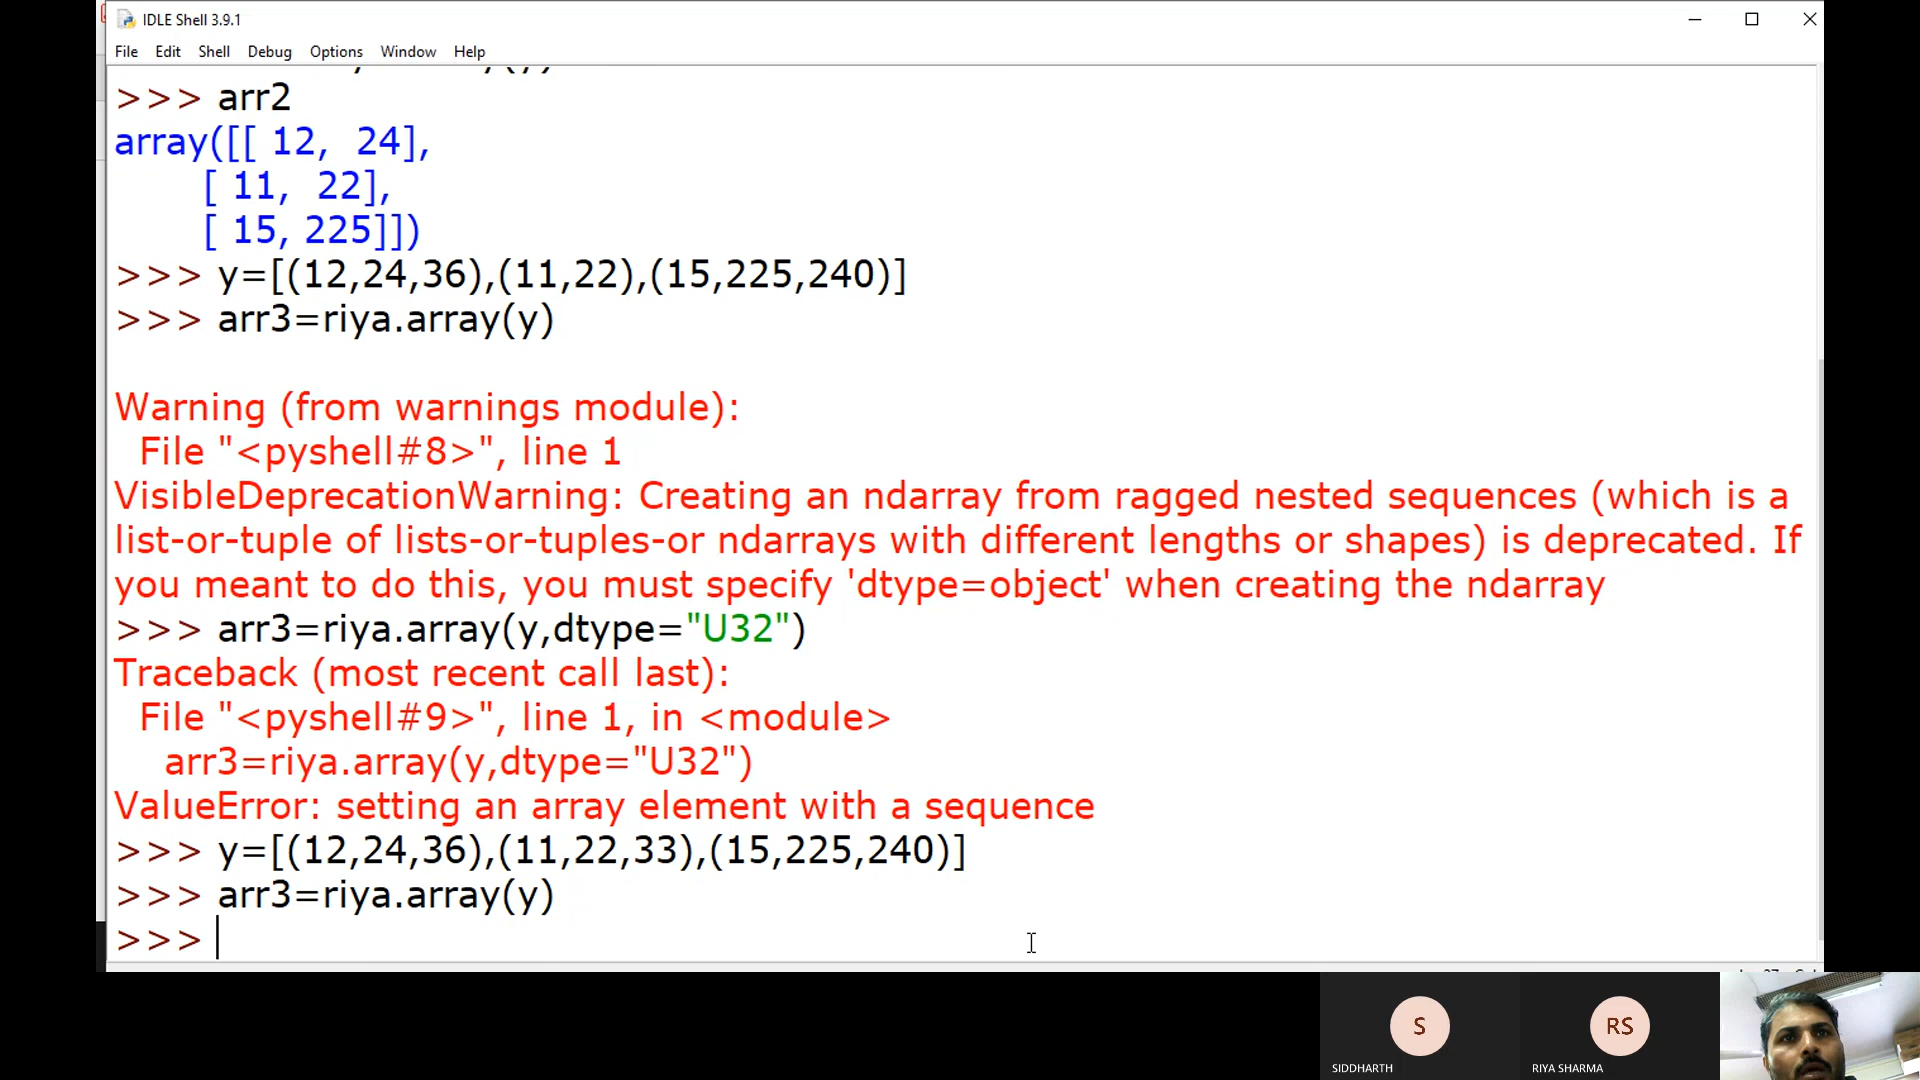 IDLE Shell 3.9.1
File Edit Shell Debug Options Window Help
>>> arr2
array([[ 12,  24],
       [ 11,  22],
       [ 15, 225]])
>>> y=[(12,24,36),(11,22),(15,225,240)]
>>> arr3=riya.array(y)
Warning (from warnings module):
  File "<pyshell#8>", line 1
VisibleDeprecationWarning: Creating an ndarray from ragged nested sequences (which is a
list-or-tuple of lists-or-tuples-or ndarrays with different lengths or shapes) is deprecated. If
you meant to do this, you must specify 'dtype=object' when creating the ndarray
>>> arr3=riya.array(y,dtype="U32")
Traceback (most recent call last):
  File "<pyshell#9>", line 1, in <module>
    arr3=riya.array(y,dtype="U32")
ValueError: setting an array element with a sequence
>>> y=[(12,24,36),(11,22,33),(15,225,240)]
>>> arr3=riya.array(y)
>>>
S
RS
SIDDHARTH
RIYA SHARMA